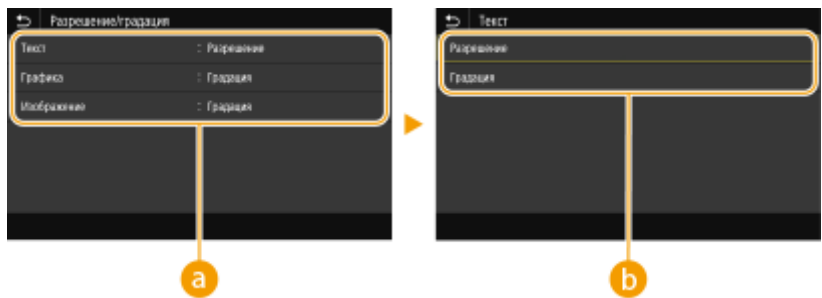 Разрешение/градация
Текст : Разрешение
Графика : Градация
Изображение : Градация
a
Текст
Разрешение
Градация
b